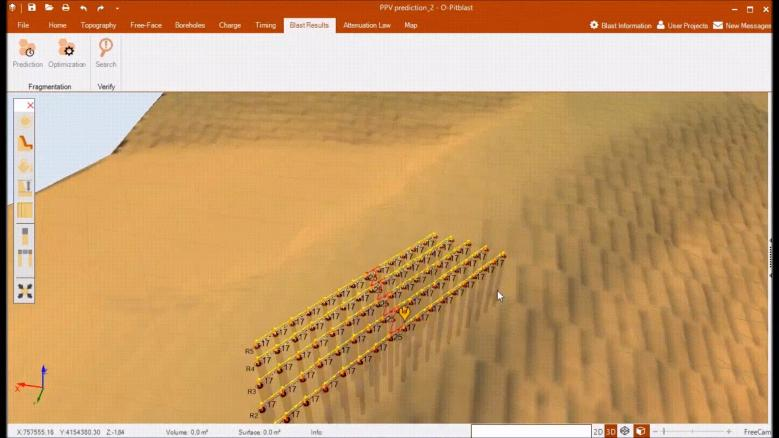 PPV prediction_2 - O-Pitblast
File Home Topography Free-Face Boreholes Charge Timing Blast Results Attenuation Law Map Blast Information User Projects New Messages
Prediction Optimization Search
Fragmentation Verify
R5
R4
R3
R2
X:757555.16 Y:4154380.30 Z:-1.84 Volume: 0,0 m³ Surface: 0.0 m² Info: 2D 3D FreeCam